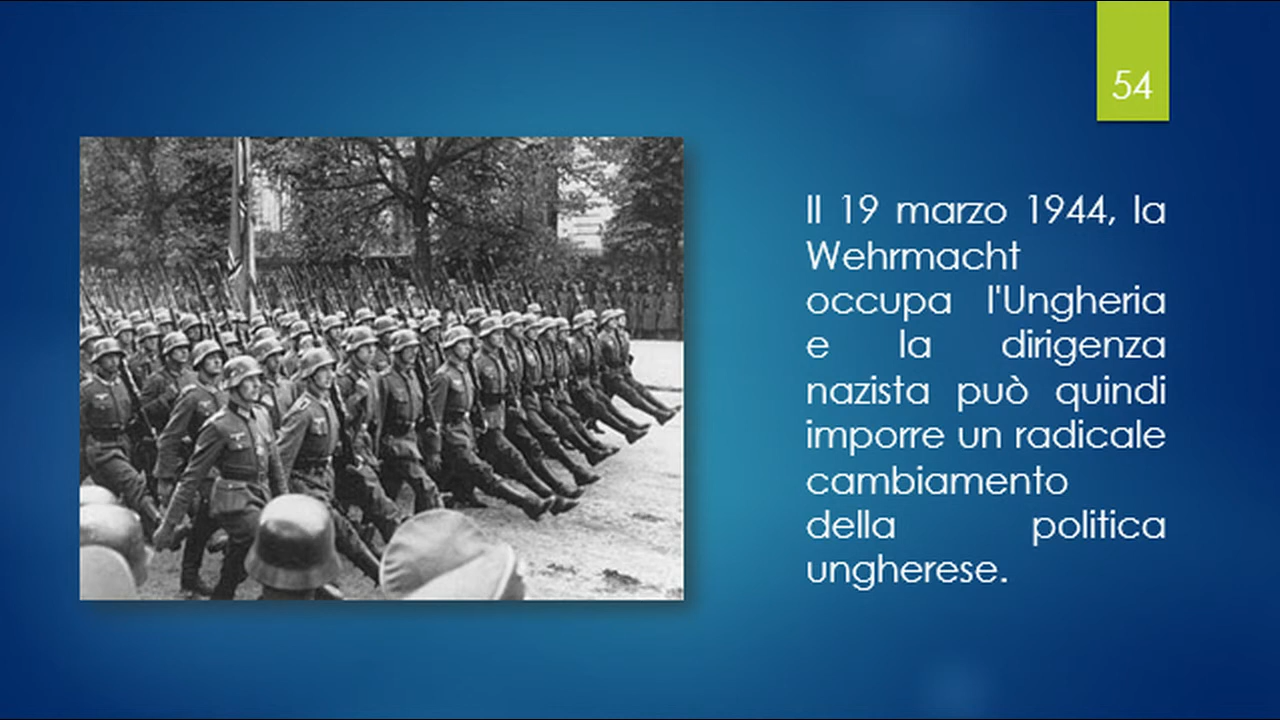 54
Il 19 marzo 1944, la
Wehrmacht
occupa l'Ungheria
e la dirigenza
nazista può quindi
imporre un radicale
cambiamento
della politica
ungherese.